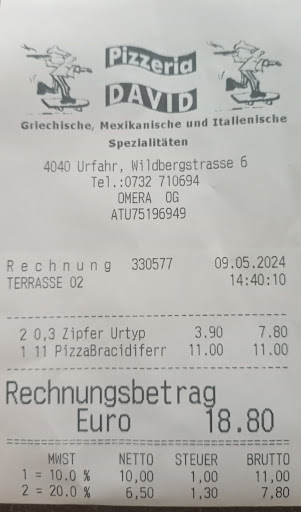 Pizzeria
DAVID
Griechische, Mexikanische und Italienische
Spezialitäten
4040 Urfahr, Wildbergstrasse 6
Tel.:0732 710694
OMERA OG
ATU75196949
Rechnung 330577 09.05.2024
TERRASSE 02 14:40:10
2 0,3 Zipfer Urtyp 3.90 7.80
1 11 PizzaBracidiferr 11.00 11.00
Rechnungsbetrag
Euro 18.80
MWST NETTO STEUER BRUTTO
1 = 10.0 % 10,00 1,00 11,00
2 = 20.0 % 6,50 1,30 7,80